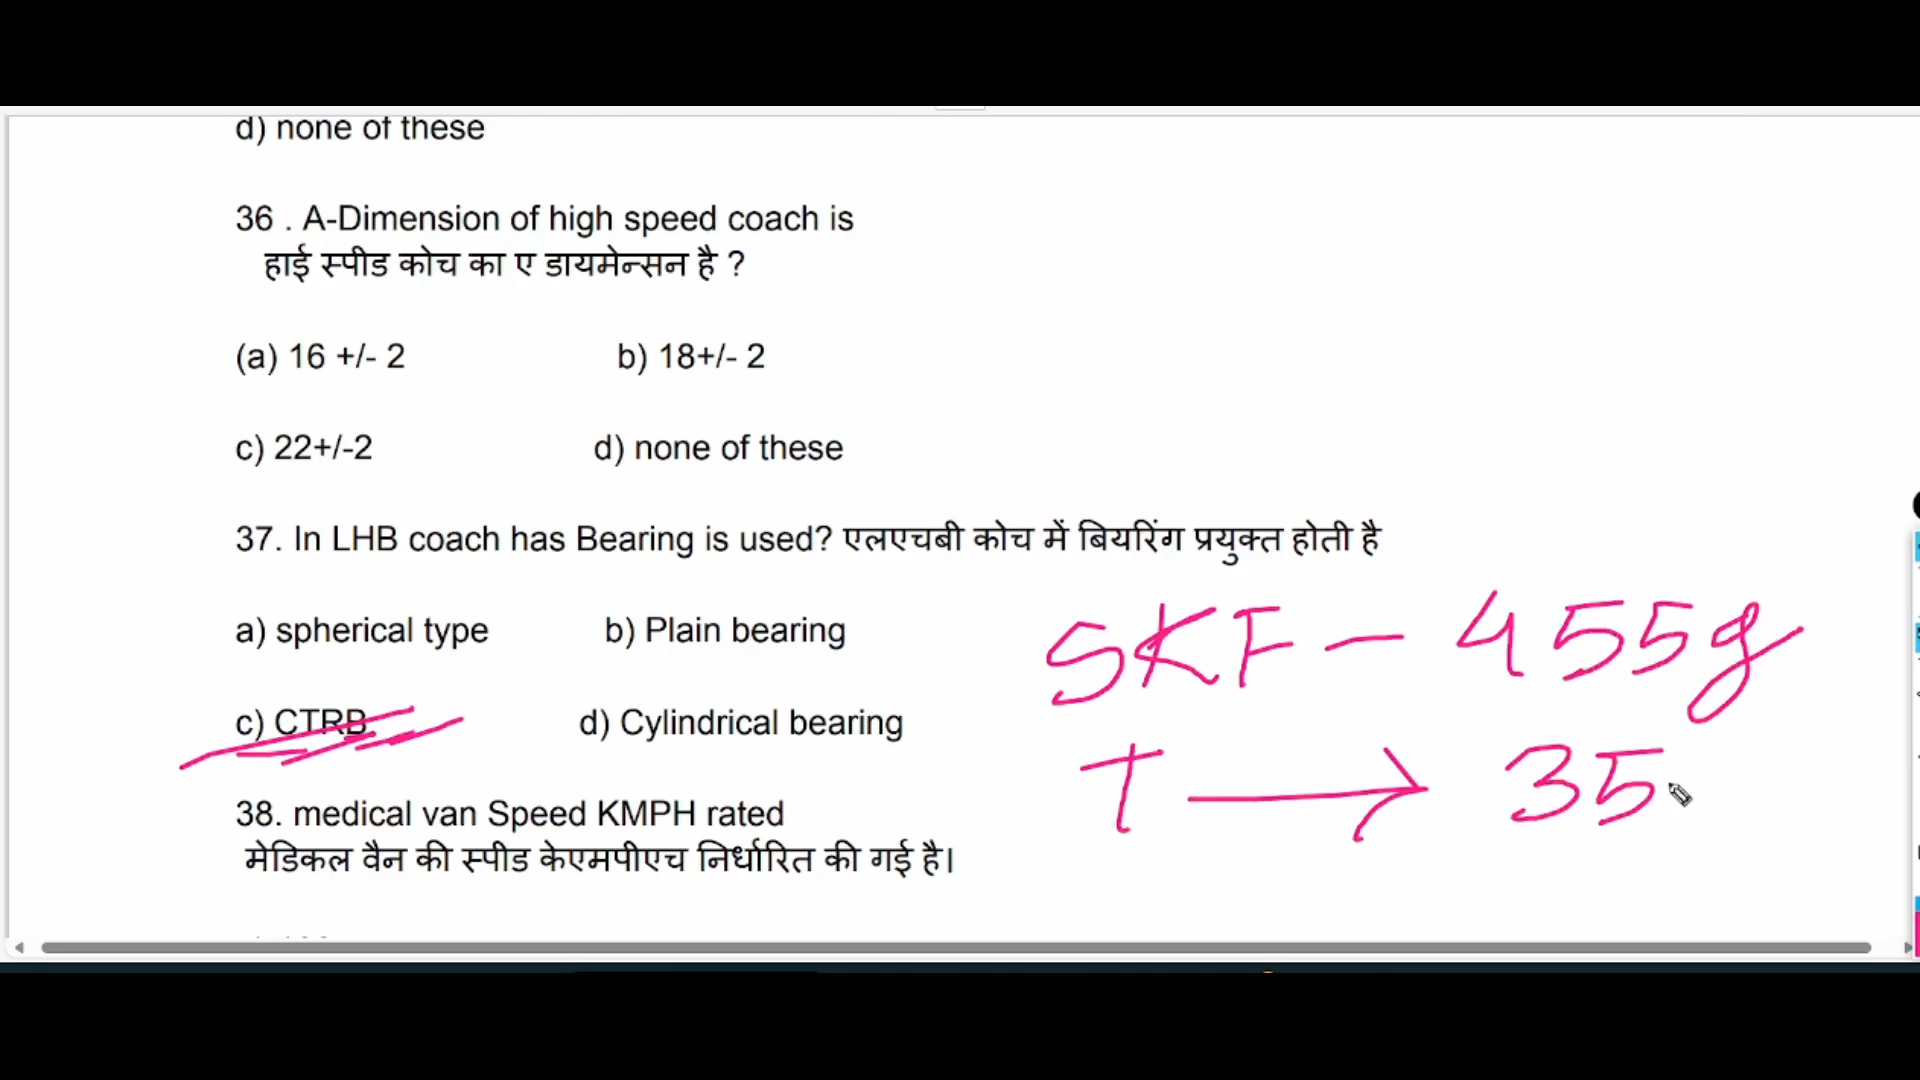 d) none of these
36 . A-Dimension of high speed coach is
हाई स्पीड कोच का ए डायमेन्सन है ?
(a) 16 +/- 2 b) 18+/- 2
c) 22+/-2 d) none of these
37. In LHB coach has Bearing is used? एलएचबी कोच में बियरिंग प्रयुक्त होती है
a) spherical type b) Plain bearing
SKF - 455g
c) CTRB d) Cylindrical bearing
T → 35
38. medical van Speed KMPH rated
मेडिकल वैन की स्पीड केएमपीएच निर्धारित की गई है।